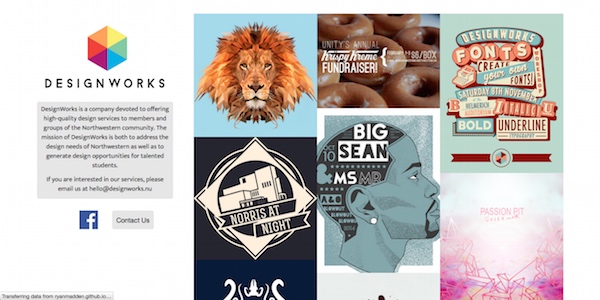 DESIGNWORKS
DesignWorks is a company devoted to offering
high-quality design services to members and
groups of the Northwestern community. The
mission of DesignWorks is both to address the
design needs of Northwestern as well as to
generate design opportunities for talented
students.
If you are interested in our services, please
email us at hello@designworks.nu
f
Contact Us
Transferring data from ryanmadden.github.io...
UNITY'S ANNUAL
Krispy Kreme
FUNDRAISER!
$8/BOX
DESIGNWORKS
FONTS
CREATE
your own
FONTS!
SATURDAY 8TH NOVEMBER
BOLD
UNDERLINE
TYPOGRAPHY
NORRIS AT
NIGHT
OCT 10
BIG
SEAN
& MS MR
A&O
BLOWOUT
PASSION PIT